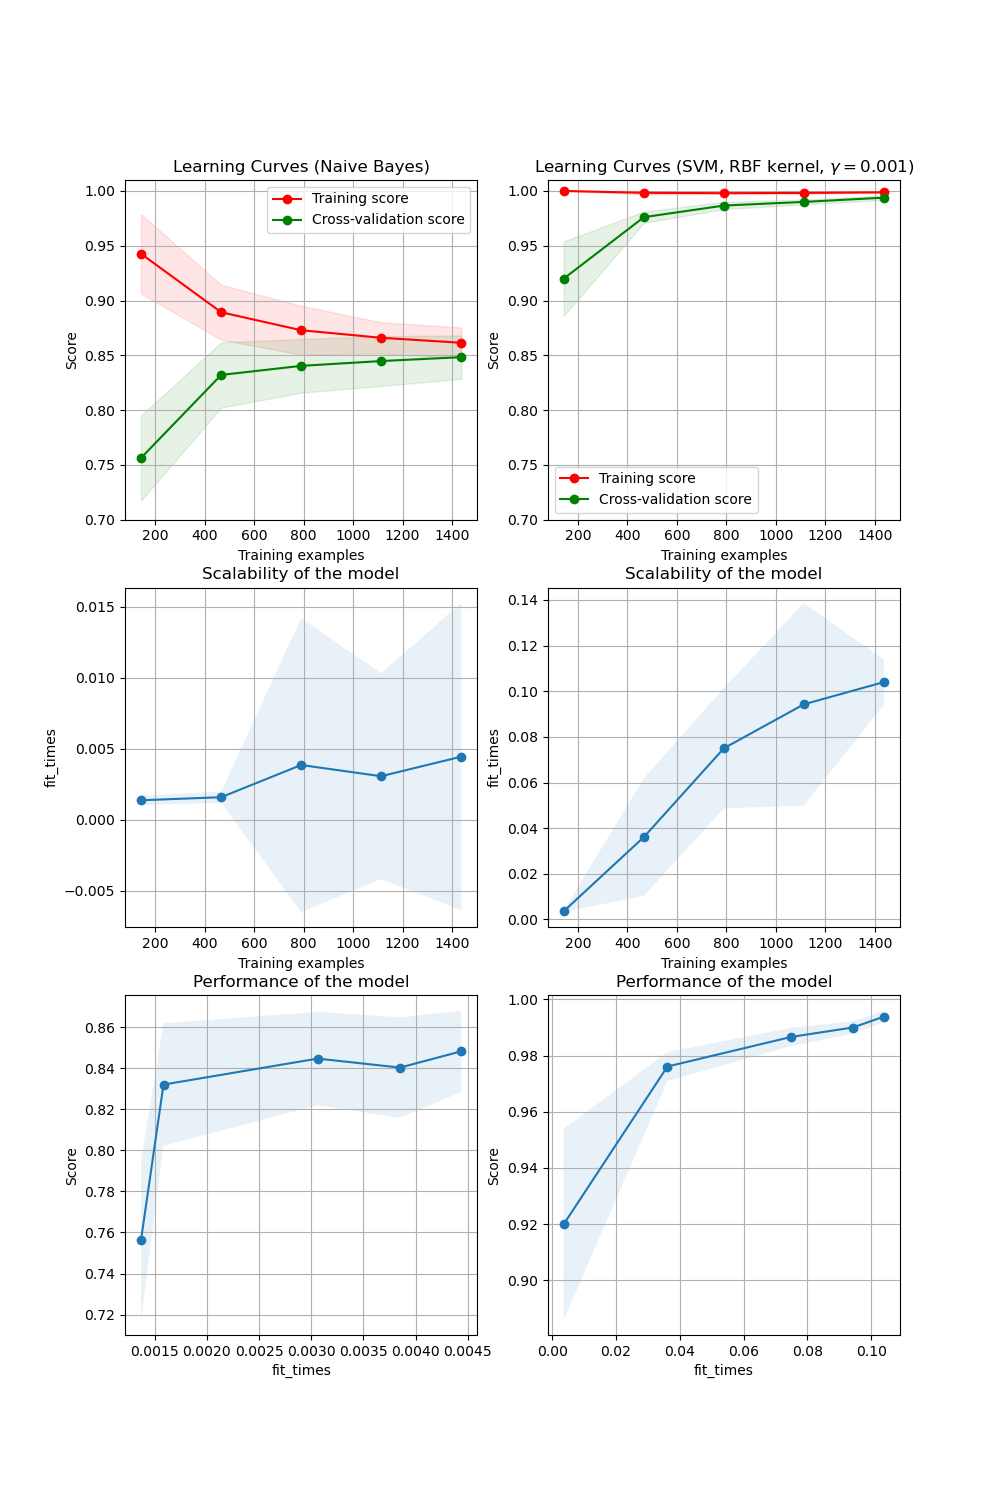 Learning Curves (Naive Bayes)
1.00
0.95
0.90
0.85
0.80
0.75
0.70
Score
Training score
Cross-validation score
200 400 600 800 1000 1200 1400
Training examples
Learning Curves (SVM, RBF kernel, γ = 0.001)
1.00
0.95
0.90
0.85
0.80
0.75
0.70
Score
Training score
Cross-validation score
200 400 600 800 1000 1200 1400
Training examples
Scalability of the model
0.015
0.010
0.005
0.000
−0.005
fit_times
200 400 600 800 1000 1200 1400
Training examples
Scalability of the model
0.14
0.12
0.10
0.08
0.06
0.04
0.02
0.00
fit_times
200 400 600 800 1000 1200 1400
Training examples
Performance of the model
0.86
0.84
0.82
0.80
0.78
0.76
0.74
0.72
Score
0.0015 0.0020 0.0025 0.0030 0.0035 0.0040 0.0045
fit_times
Performance of the model
1.00
0.98
0.96
0.94
0.92
0.90
Score
0.00 0.02 0.04 0.06 0.08 0.10
fit_times